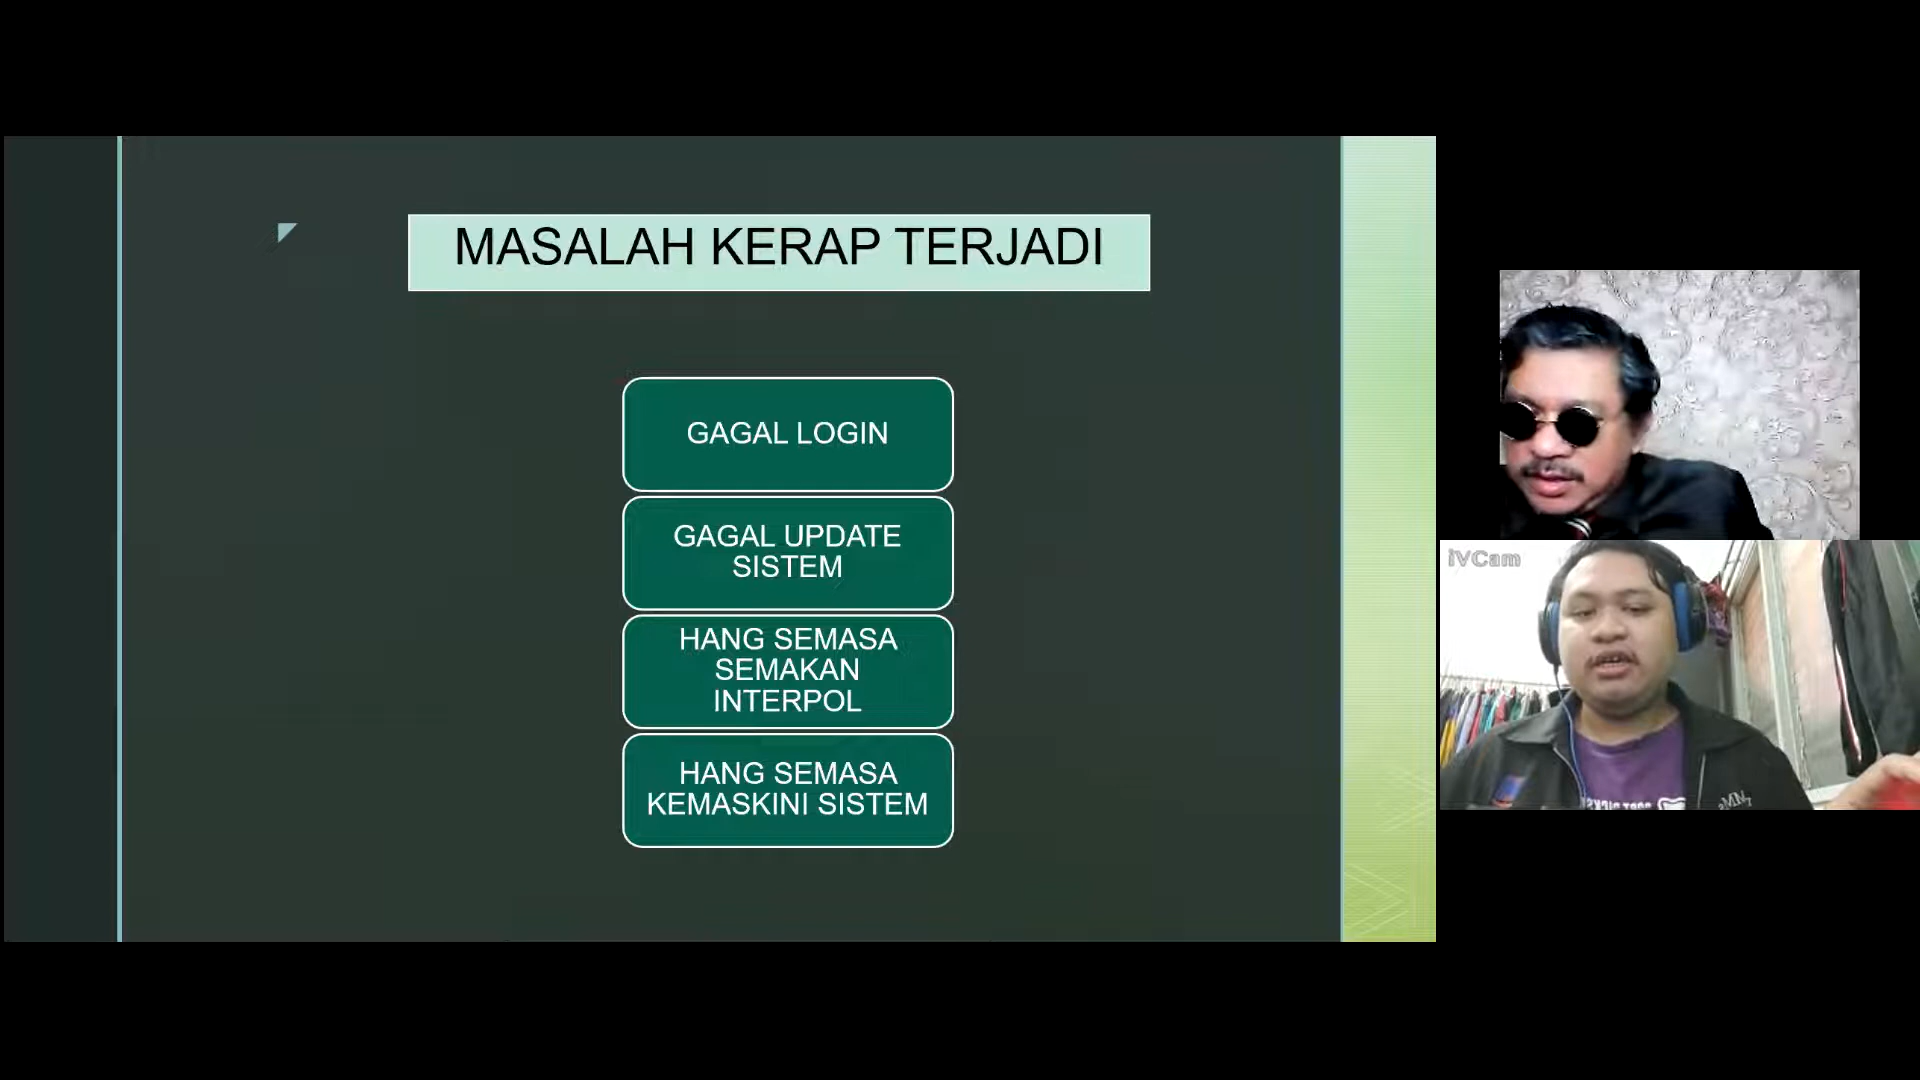 MASALAH KERAP TERJADI
GAGAL LOGIN
GAGAL UPDATE
SISTEM
HANG SEMASA
SEMAKAN
INTERPOL
HANG SEMASA
KEMASKINI SISTEM
iVCam